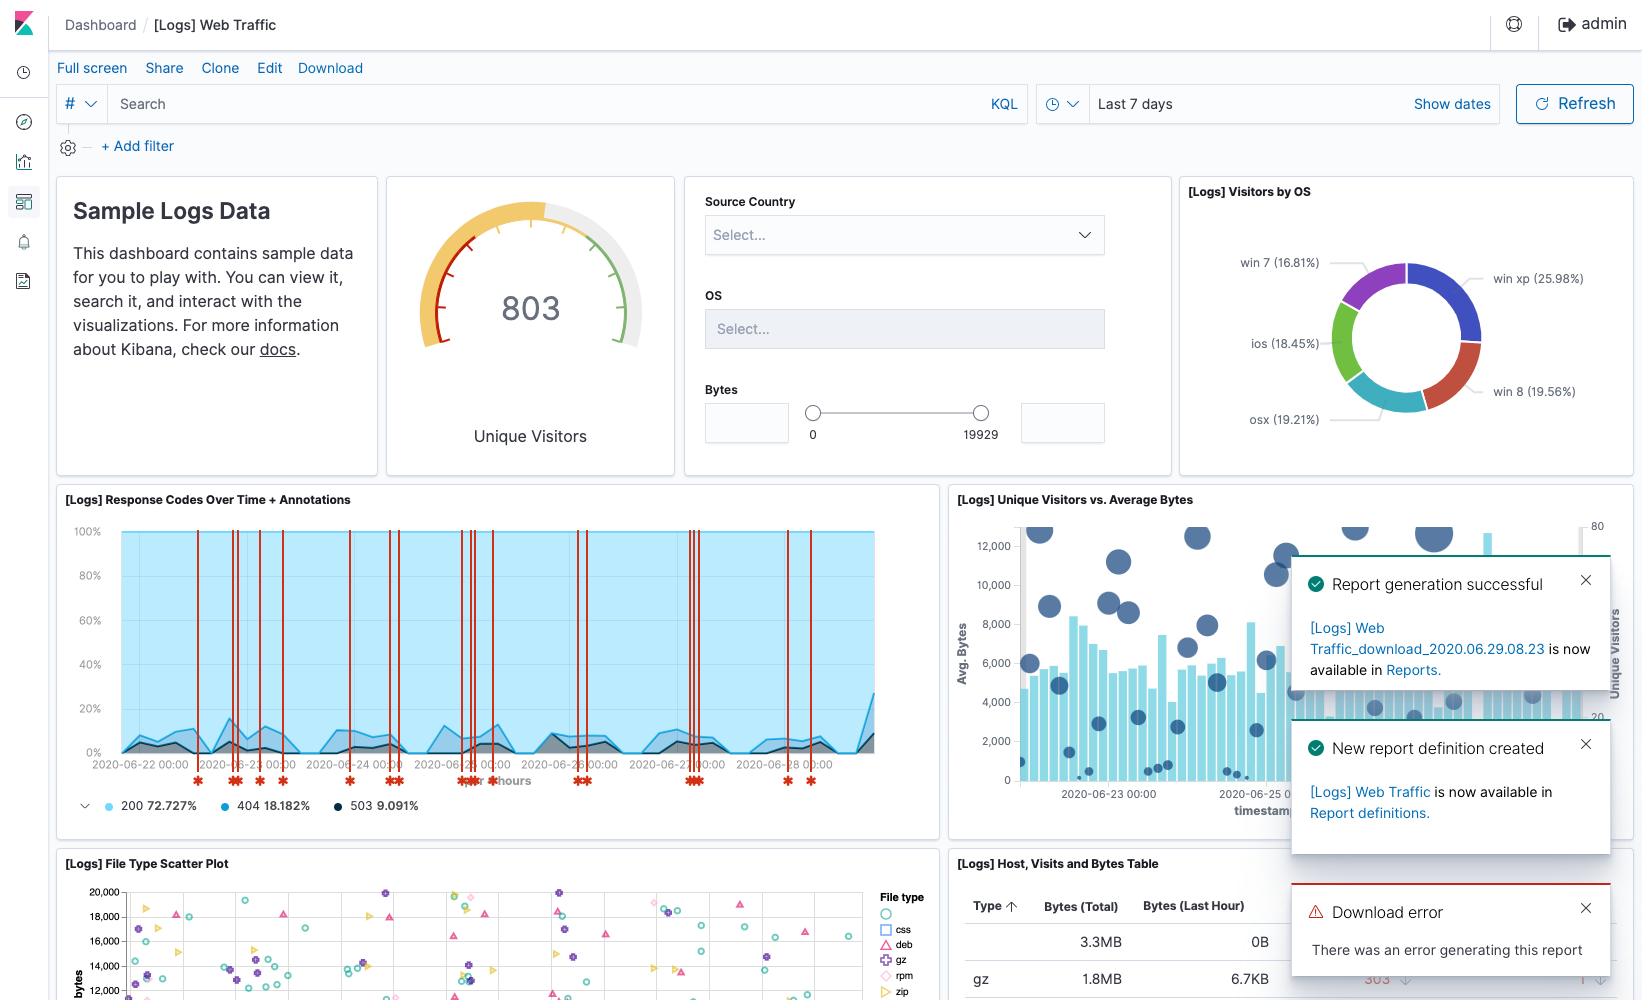 Dashboard / [Logs] Web Traffic
admin
Full screen Share Clone Edit Download
# Search KQL
Last 7 days Show dates
Refresh
+ Add filter
Sample Logs Data
This dashboard contains sample data
for you to play with. You can view it,
search it, and interact with the
visualizations. For more information
about Kibana, check our docs.
803
Unique Visitors
Source Country
Select...
OS
Select...
Bytes
0 19929
[Logs] Visitors by OS
win 7 (16.81%)
win xp (25.98%)
ios (18.45%)
win 8 (19.56%)
osx (19.21%)
[Logs] Response Codes Over Time + Annotations
100%
80%
60%
40%
20%
0%
2020-06-22 00:00 2020-06-23 00:00 2020-06-24 00:00 2020-06-25 00:00 2020-06-26 00:00 2020-06-27 00:00 2020-06-28 00:00
hours
200 72.727% 404 18.182% 503 9.091%
[Logs] Unique Visitors vs. Average Bytes
80
12,000
10,000
8,000
6,000
4,000
2,000
0
20
Avg. Bytes
Unique Visitors
2020-06-23 00:00 2020-06-25 0
timestamp
Report generation successful
[Logs] Web
Traffic_download_2020.06.29.08.23 is now
available in Reports.
New report definition created
[Logs] Web Traffic is now available in
Report definitions.
Download error
There was an error generating this report
[Logs] File Type Scatter Plot
20,000
18,000
16,000
14,000
12,000
bytes
File type
css
deb
gz
rpm
zip
[Logs] Host, Visits and Bytes Table
Type Bytes (Total) Bytes (Last Hour)
3.3MB 0B
gz 1.8MB 6.7KB 303 1